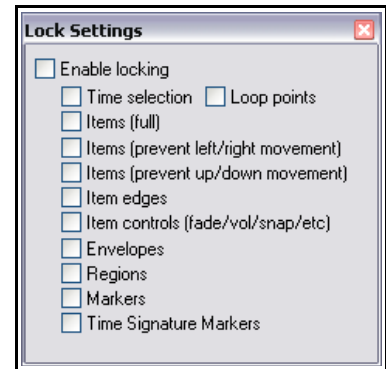 Lock Settings
Enable locking
Time selection Loop points
Items (full)
Items (prevent left/right movement)
Items (prevent up/down movement)
Item edges
Item controls (fade/vol/snap/etc)
Envelopes
Regions
Markers
Time Signature Markers